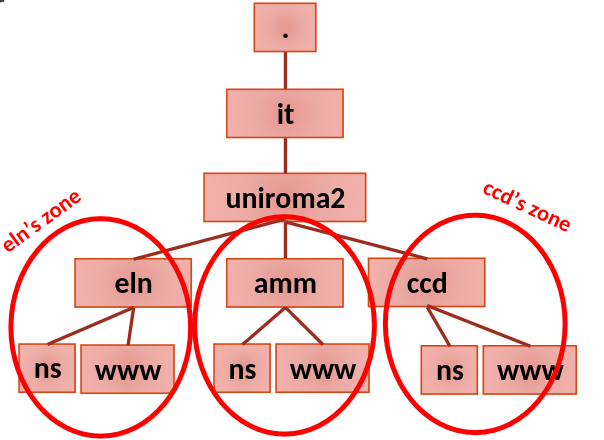 .
it
uniroma2
eln's zone
ccd's zone
eln
amm
ccd
ns
www
ns
www
ns
www